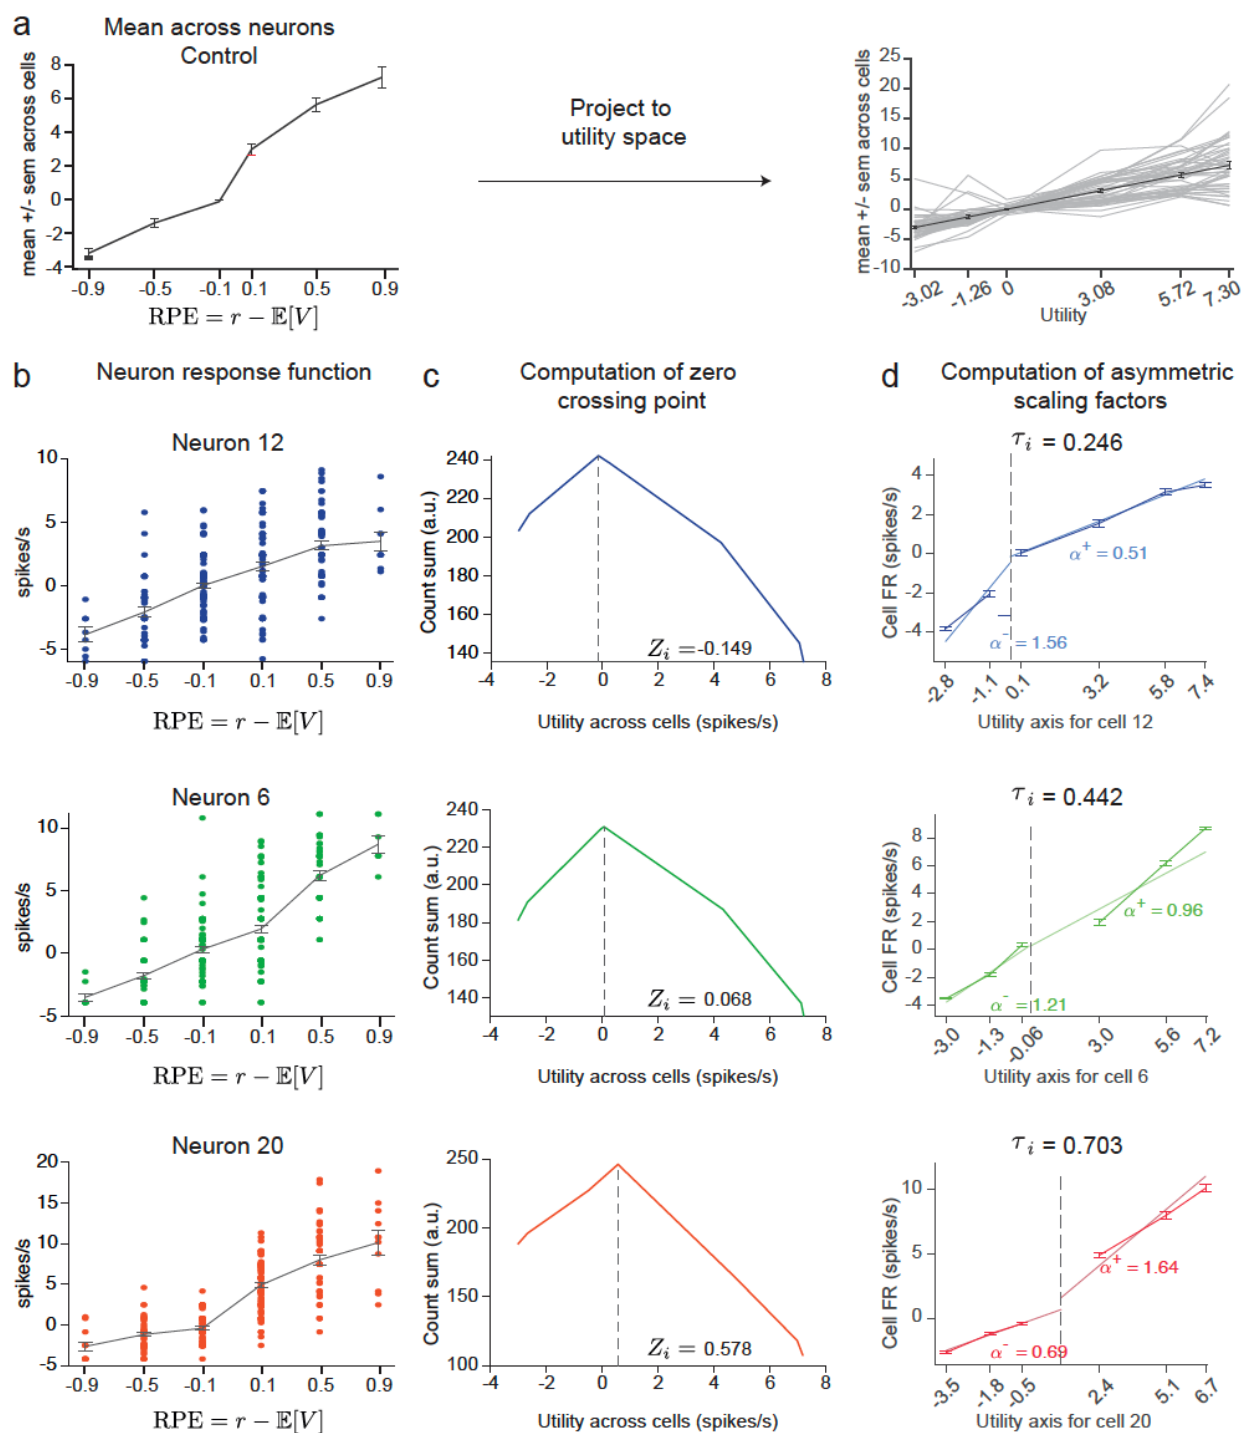 a
Mean across neurons
Control
mean +/- sem across cells
8
6
4
2
0
-2
-4
-0.9 -0.5 -0.1 0.1 0.5 0.9
RPE = r − 𝔼[V]
Project to
utility space
mean +/- sem across cells
25
20
15
10
5
0
-5
-10
-3.02 -1.26 0 3.08 5.72 7.30
Utility
b Neuron response function
c Computation of zero
crossing point
d Computation of asymmetric
scaling factors
Neuron 12
spikes/s
10
5
0
-5
-0.9 -0.5 -0.1 0.1 0.5 0.9
RPE = r − 𝔼[V]
Count sum (a.u.)
240
220
200
180
160
140
Z_i =-0.149
-4 -2 0 2 4 6 8
Utility across cells (spikes/s)
τ_i = 0.246
Cell FR (spikes/s)
4
2
0
-2
-4
α⁺ = 0.51
α⁻ = 1.56
-2.8 -1.1 0.1 3.2 5.8 7.4
Utility axis for cell 12
Neuron 6
spikes/s
10
5
0
-5
-0.9 -0.5 -0.1 0.1 0.5 0.9
RPE = r − 𝔼[V]
Count sum (a.u.)
240
220
200
180
160
140
Z_i = 0.068
-4 -2 0 2 4 6 8
Utility across cells (spikes/s)
τ_i = 0.442
Cell FR (spikes/s)
8
6
4
2
0
-2
-4
α⁺ = 0.96
α⁻ = 1.21
-3.0 -1.3 -0.06 3.0 5.6 7.2
Utility axis for cell 6
Neuron 20
spikes/s
20
15
10
5
0
-5
-0.9 -0.5 -0.1 0.1 0.5 0.9
RPE = r − 𝔼[V]
Count sum (a.u.)
250
200
150
100
Z_i = 0.578
-4 -2 0 2 4 6 8
Utility across cells (spikes/s)
τ_i = 0.703
Cell FR (spikes/s)
10
5
0
α⁺ = 1.64
α⁻ = 0.69
-3.5 -1.8 -0.5 2.4 5.1 6.7
Utility axis for cell 20